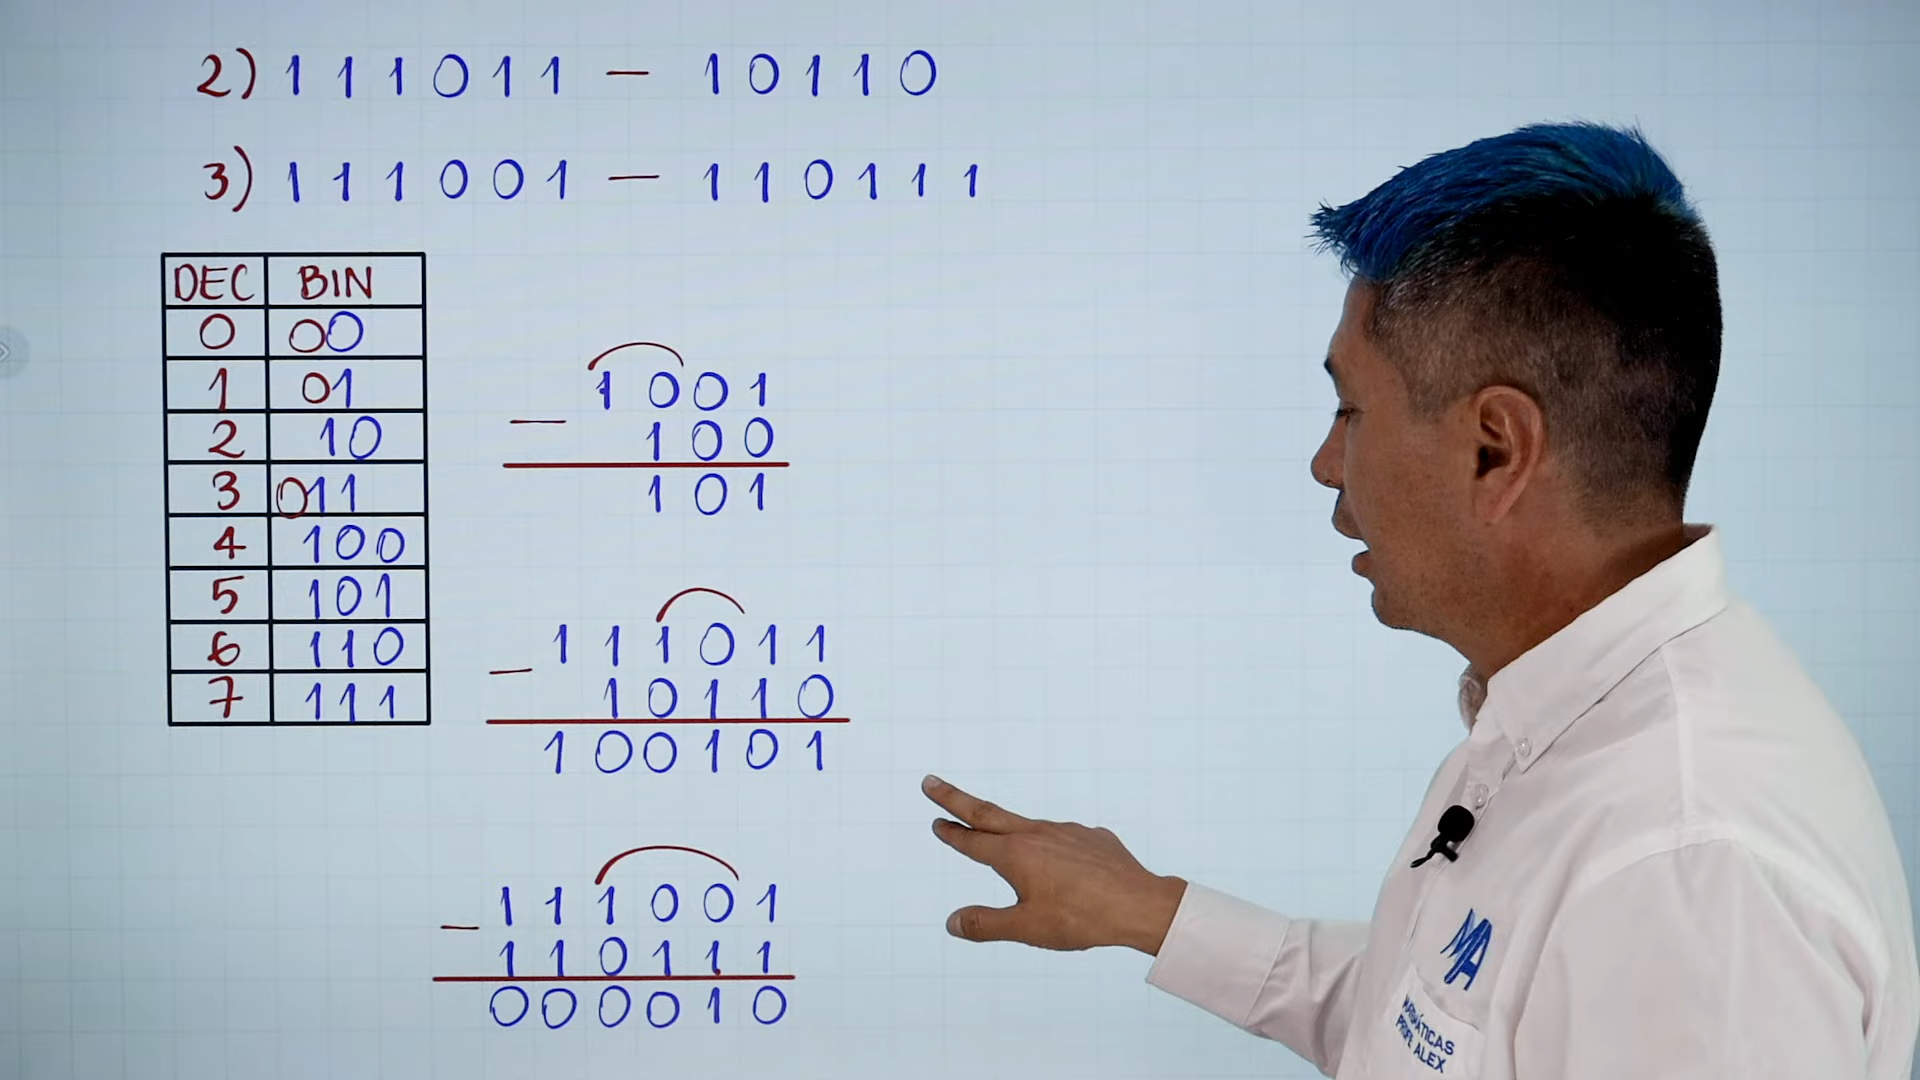 2) 111011 − 10110
3) 111001 − 110111
DEC BIN
0 00
1 01
2 10
3 011
4 100
5 101
6 110
7 111
1001
− 100
101
111011
− 10110
100101
111001
− 110111
000010
MA
MATEMÁTICAS
PROFE ALEX